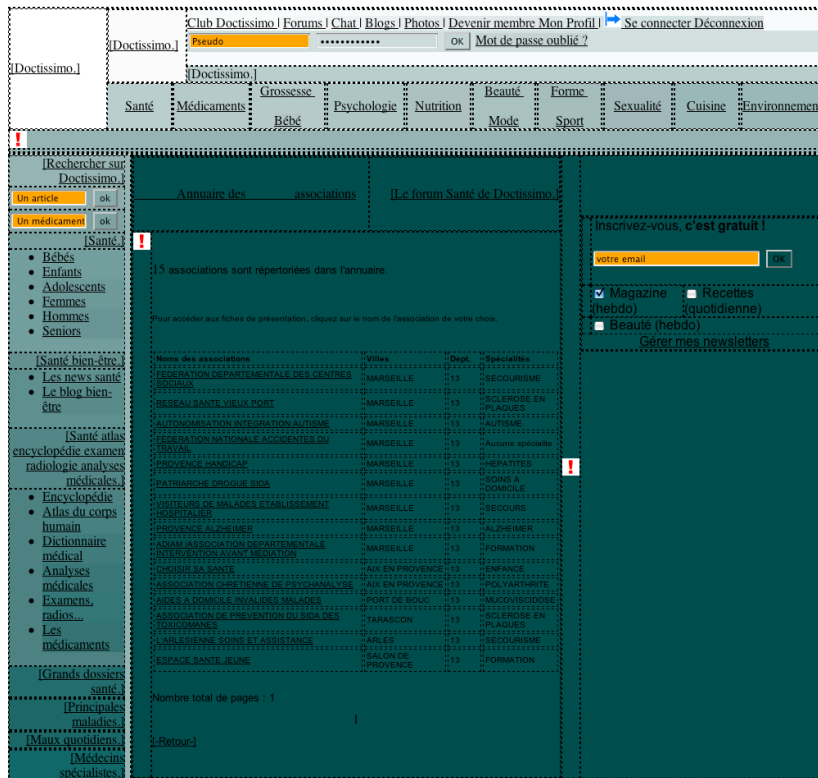 Club Doctissimo | Forums | Chat | Blogs | Photos | Devenir membre Mon Profil | Se connecter Déconnexion
[Doctissimo.]
[Doctissimo.]
Pseudo •••••••••••• OK Mot de passe oublié ?
[Doctissimo.]
Santé
Médicaments
Grossesse
Bébé
Psychologie
Nutrition
Beauté
Mode
Forme
Sport
Sexualité
Cuisine
Environnemen
[Rechercher sur
Doctissimo.]
Un article ok
Un médicament ok
[Santé.]
• Bébés
• Enfants
• Adolescents
• Femmes
• Hommes
• Seniors
[Santé bien-être.]
• Les news santé
• Le blog bien-
être
[Santé atlas
encyclopédie examen
radiologie analyses
médicales.]
• Encyclopédie
• Atlas du corps
humain
• Dictionnaire
médical
• Analyses
médicales
• Examens,
radios...
• Les
médicaments
[Grands dossiers
santé.]
[Principales
maladies.]
[Maux quotidiens.]
[Médecins
spécialistes.]
Annuaire des associations
[Le forum Santé de Doctissimo.]
15 associations sont répertoriées dans l'annuaire.
Pour accéder aux fiches de présentation, cliquez sur le nom de l'association de votre choix.
Noms des associations Villes Dept. Spécialités
FEDERATION DEPARTEMENTALE DES CENTRES
SOCIAUX MARSEILLE 13 SECOURISME
RESEAU SANTE VIEUX PORT MARSEILLE 13 SCLEROSE EN
PLAQUES
AUTONOMISATION INTEGRATION AUTISME MARSEILLE 13 AUTISME
FEDERATION NATIONALE ACCIDENTES DU
TRAVAIL MARSEILLE 13 Aucune spécialité
PROVENCE HANDICAP MARSEILLE 13 HEPATITES
PATRIARCHE DROGUE SIDA MARSEILLE 13 SOINS A
DOMICILE
VISITEURS DE MALADES ETABLISSEMENT
HOSPITALIER MARSEILLE 13 SECOURS
PROVENCE ALZHEIMER MARSEILLE 13 ALZHEIMER
ADIAM (ASSOCIATION DEPARTEMENTALE
INTERVENTION AVANT MEDIATION MARSEILLE 13 FORMATION
CHOISIR SA SANTE AIX EN PROVENCE 13 ENFANCE
ASSOCIATION CHRETIENNE DE PSYCHANALYSE AIX EN PROVENCE 13 POLYARTHRITE
AIDES A DOMICILE INVALIDES MALADES PORT DE BOUC 13 MUCOVISCIDOSE
ASSOCIATION DE PREVENTION DU SIDA DES
TOXICOMANES TARASCON 13 SCLEROSE EN
PLAQUES
L'ARLESIENNE SOINS ET ASSISTANCE ARLES 13 SECOURISME
ESPACE SANTE JEUNE SALON DE
PROVENCE 13 FORMATION
Nombre total de pages : 1
1
[-Retour-]
Inscrivez-vous, c'est gratuit !
votre email OK
Magazine
(hebdo)
Recettes
(quotidienne)
Beauté (hebdo)
Gérer mes newsletters